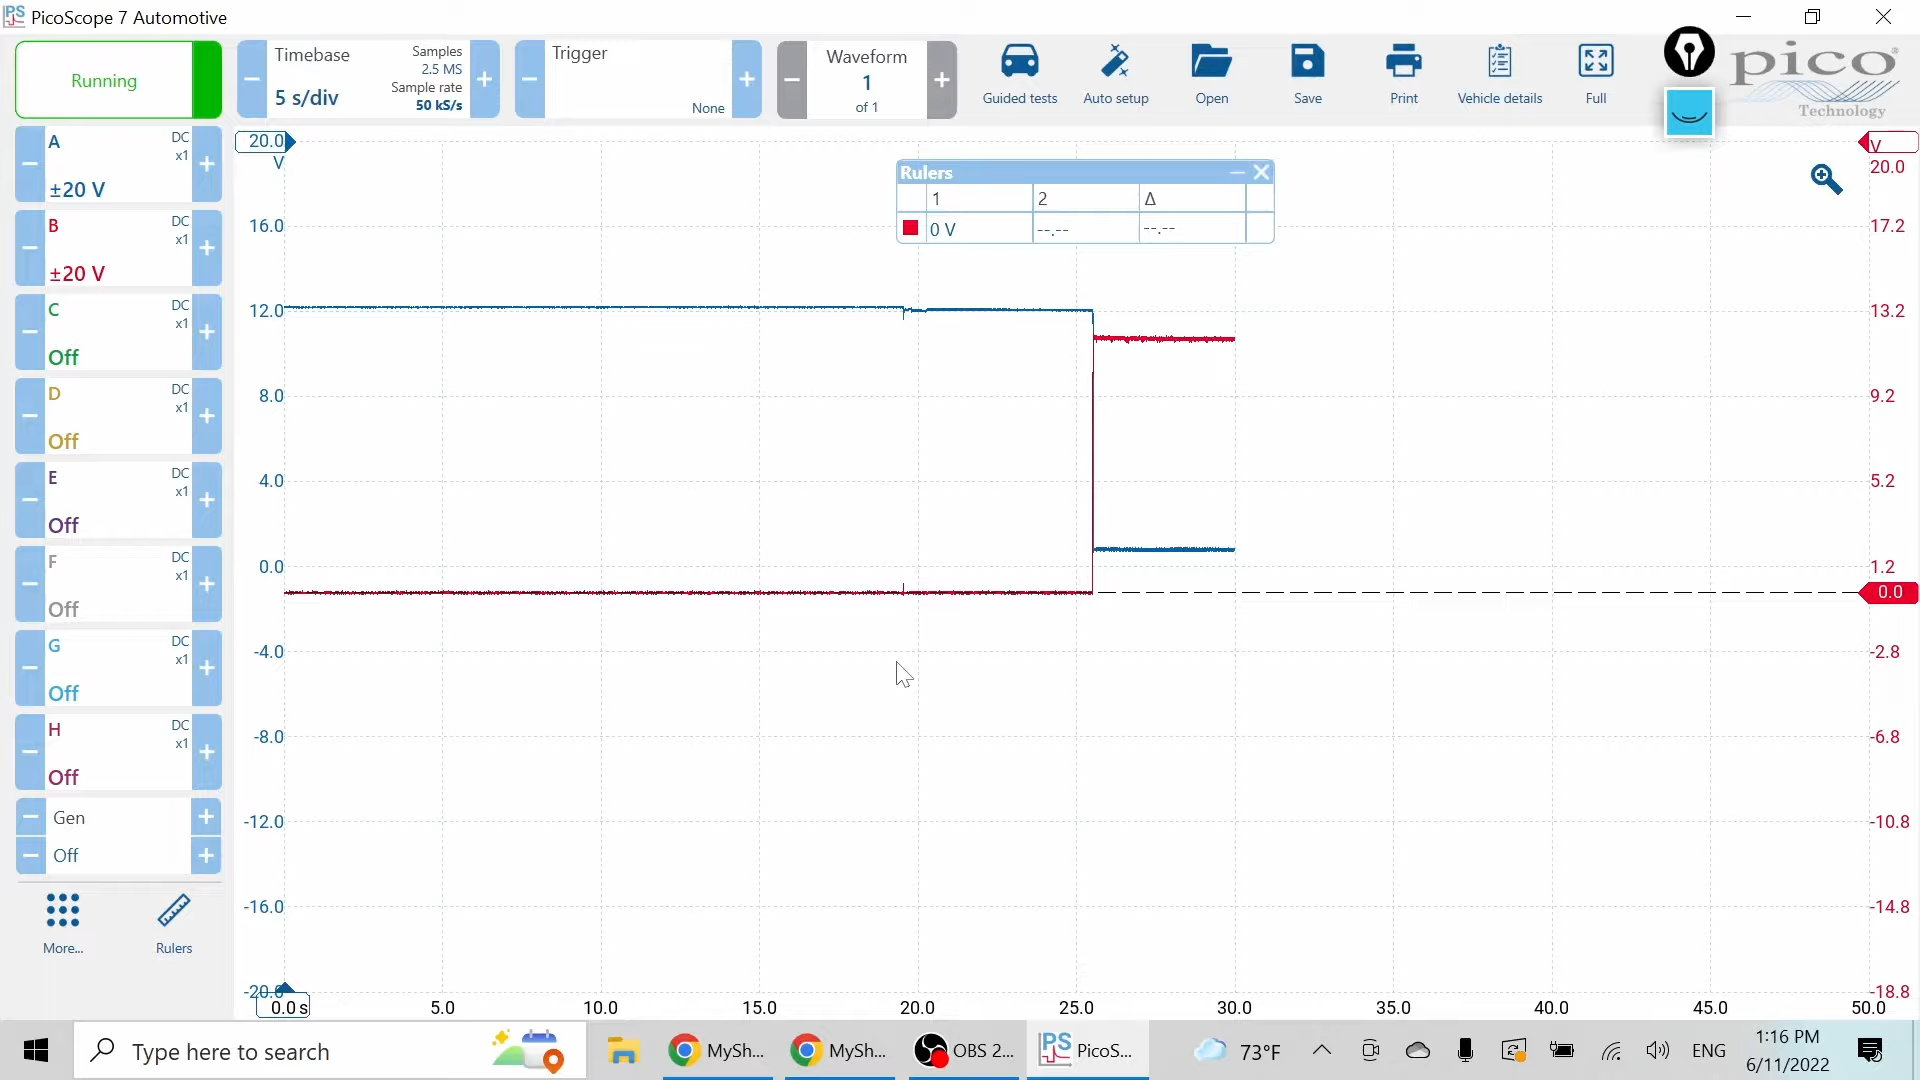 PicoScope 7 Automotive
Running
Timebase
5 s/div
Samples
2.5 MS
Sample rate
50 kS/s
Trigger
None
Waveform
1
of 1
Guided tests
Auto setup
Open
Save
Print
Vehicle details
Full
pico
Technology
A
DC
x1
±20 V
B
DC
x1
±20 V
C
DC
x1
Off
D
DC
x1
Off
E
DC
x1
Off
F
DC
x1
Off
G
DC
x1
Off
H
DC
x1
Off
Gen
Off
More...
Rulers
20.0
V
16.0
12.0
8.0
4.0
0.0
-4.0
-8.0
-12.0
-16.0
-20.0
Rulers
1 2 Δ
0 V --.-- --.--
V
20.0
17.2
13.2
9.2
5.2
1.2
0.0
-2.8
-6.8
-10.8
-14.8
-18.8
0.0 s 5.0 10.0 15.0 20.0 25.0 30.0 35.0 40.0 45.0 50.0
Type here to search
MySh...
MySh...
OBS 2...
PS
PicoS...
73°F
ENG
1:16 PM
6/11/2022